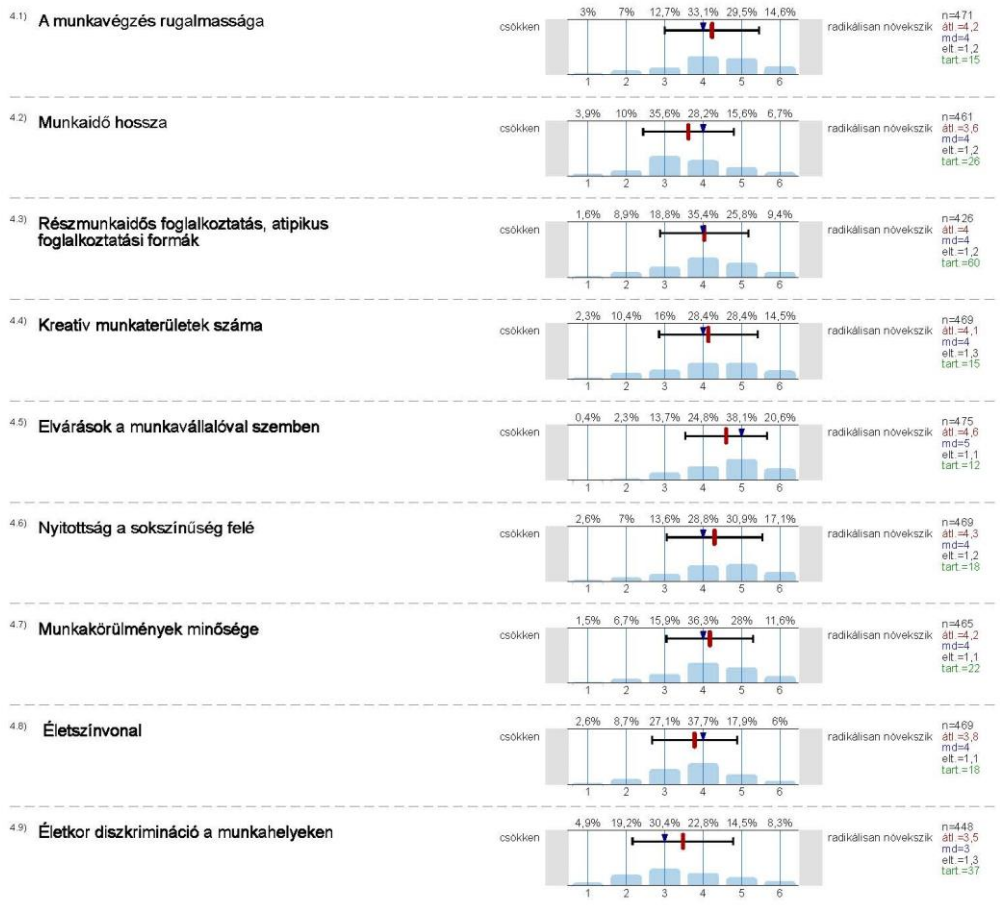 4.1) A munkavégzés rugalmassága
3% 7% 12,7% 33,1% 29,5% 14,6%
csökken
radikálisan növekszik
n=471
átl.=4,2
md=4
elt.=1,2
tart.=15
1 2 3 4 5 6
4.2) Munkaidő hossza
3,9% 10% 35,6% 28,2% 15,6% 6,7%
csökken
radikálisan növekszik
n=461
átl.=3,6
md=4
elt.=1,2
tart.=26
1 2 3 4 5 6
4.3) Részmunkaidős foglalkoztatás, atipikus
foglalkoztatási formák
1,6% 8,9% 18,8% 35,4% 25,8% 9,4%
csökken
radikálisan növekszik
n=426
átl.=4
md=4
elt.=1,2
tart.=60
1 2 3 4 5 6
4.4) Kreatív munkaterületek száma
2,3% 10,4% 16% 28,4% 28,4% 14,5%
csökken
radikálisan növekszik
n=469
átl.=4,1
md=4
elt.=1,3
tart.=15
1 2 3 4 5 6
4.5) Elvárások a munkavállalóval szemben
0,4% 2,3% 13,7% 24,8% 38,1% 20,6%
csökken
radikálisan növekszik
n=475
átl.=4,6
md=5
elt.=1,1
tart.=12
1 2 3 4 5 6
4.6) Nyitottság a sokszínűség felé
2,6% 7% 13,6% 28,8% 30,9% 17,1%
csökken
radikálisan növekszik
n=469
átl.=4,3
md=4
elt.=1,2
tart.=18
1 2 3 4 5 6
4.7) Munkakörülmények minősége
1,5% 6,7% 15,9% 36,3% 28% 11,6%
csökken
radikálisan növekszik
n=465
átl.=4,2
md=4
elt.=1,1
tart.=22
1 2 3 4 5 6
4.8) Életszínvonal
2,6% 8,7% 27,1% 37,7% 17,9% 6%
csökken
radikálisan növekszik
n=469
átl.=3,8
md=4
elt.=1,1
tart.=18
1 2 3 4 5 6
4.9) Életkor diszkrimináció a munkahelyeken
4,9% 19,2% 30,4% 22,8% 14,5% 8,3%
csökken
radikálisan növekszik
n=448
átl.=3,5
md=3
elt.=1,3
tart.=37
1 2 3 4 5 6